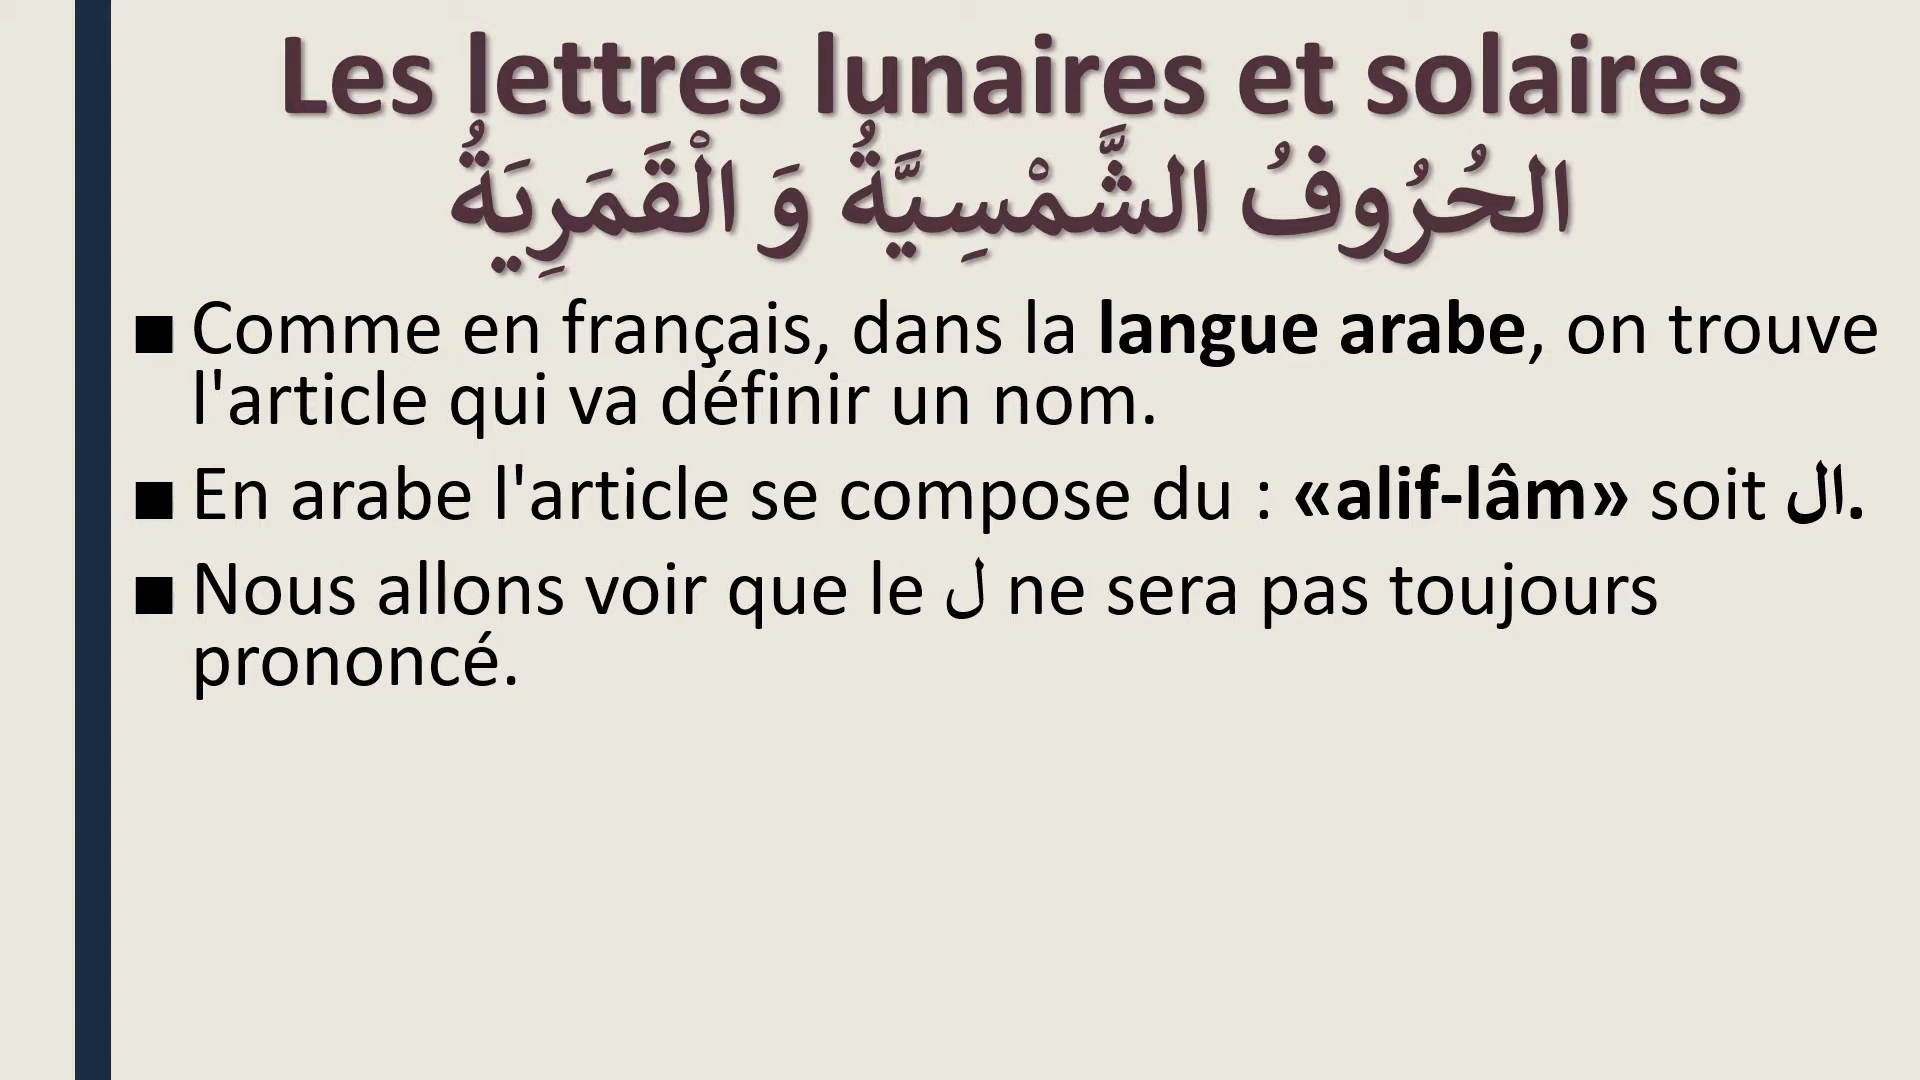 Les lettres lunaires et solaires
الحُرُوفُ الشَّمْسِيَّةُ وَ الْقَمَرِيَةُ
■ Comme en français, dans la langue arabe, on trouve
l'article qui va définir un nom.
■ En arabe l'article se compose du : «alif-lâm» soit ال.
■ Nous allons voir que le ل ne sera pas toujours
prononcé.